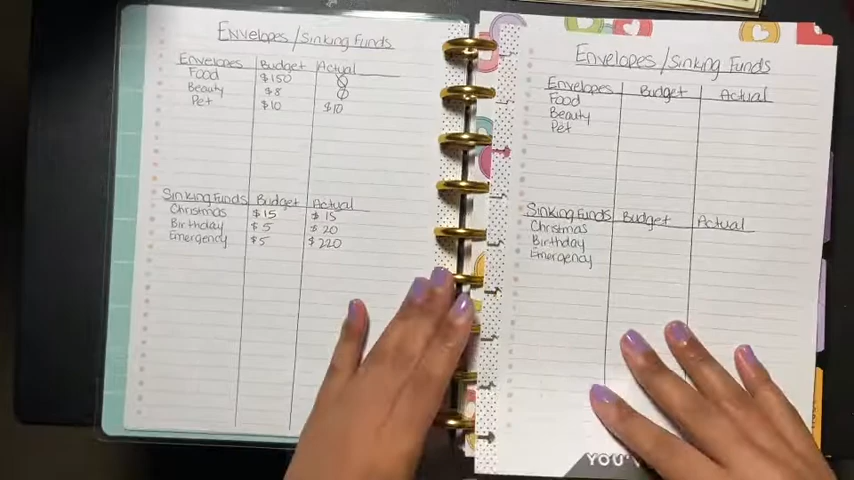 Envelopes/Sinking Funds
Envelopes Budget Actual
Food $150 0
Beauty $8 0
Pet $10 $10
Sinking Funds Budget Actual
Christmas $15 $15
Birthday $5 $20
Emergency $5 $220
Envelopes/Sinking Funds
Envelopes Budget Actual
Food
Beauty
Pet
Sinking Funds Budget Actual
Christmas
Birthday
Emergency